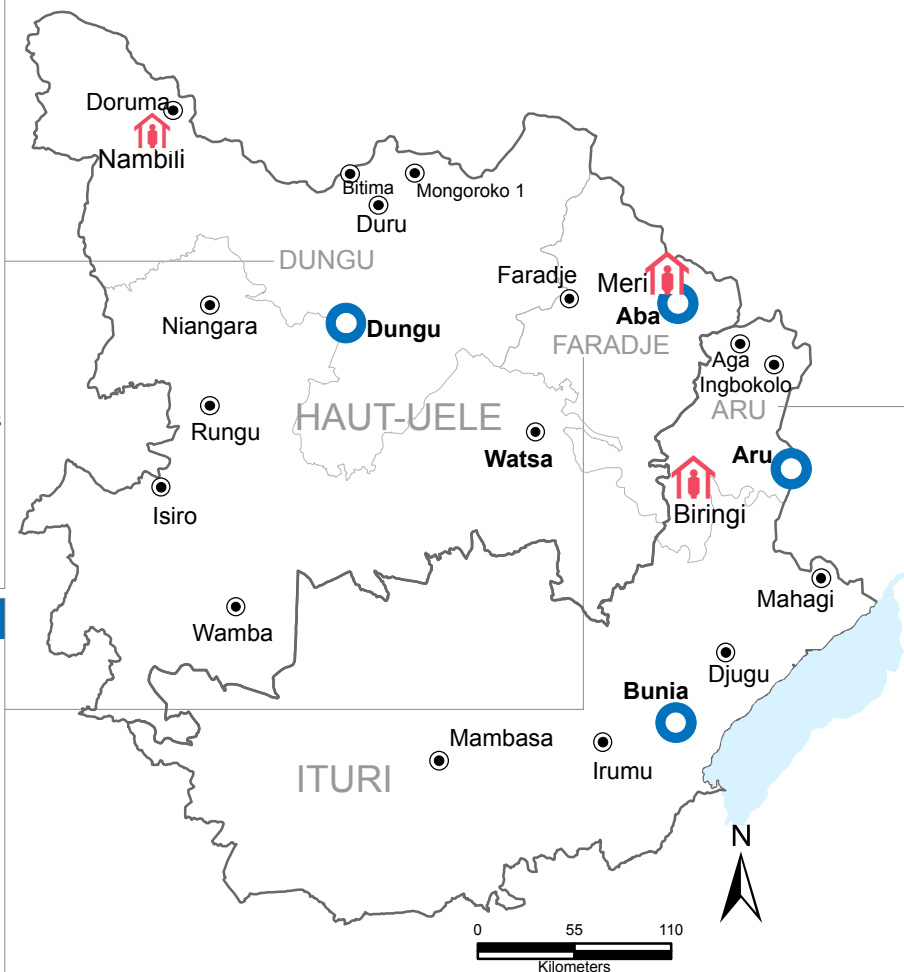 Doruma
Nambili
Bitima
Mongoroko 1
Duru
DUNGU
Faradje
Meri
Aba
Niangara
Dungu
FARADJE
Aga
Ingbokolo
ARU
HAUT-UELE
Rungu
Watsa
Aru
Isiro
Biringi
Mahagi
Wamba
Djugu
Bunia
Mambasa
Irumu
ITURI
N
0 55 110
Kilometers